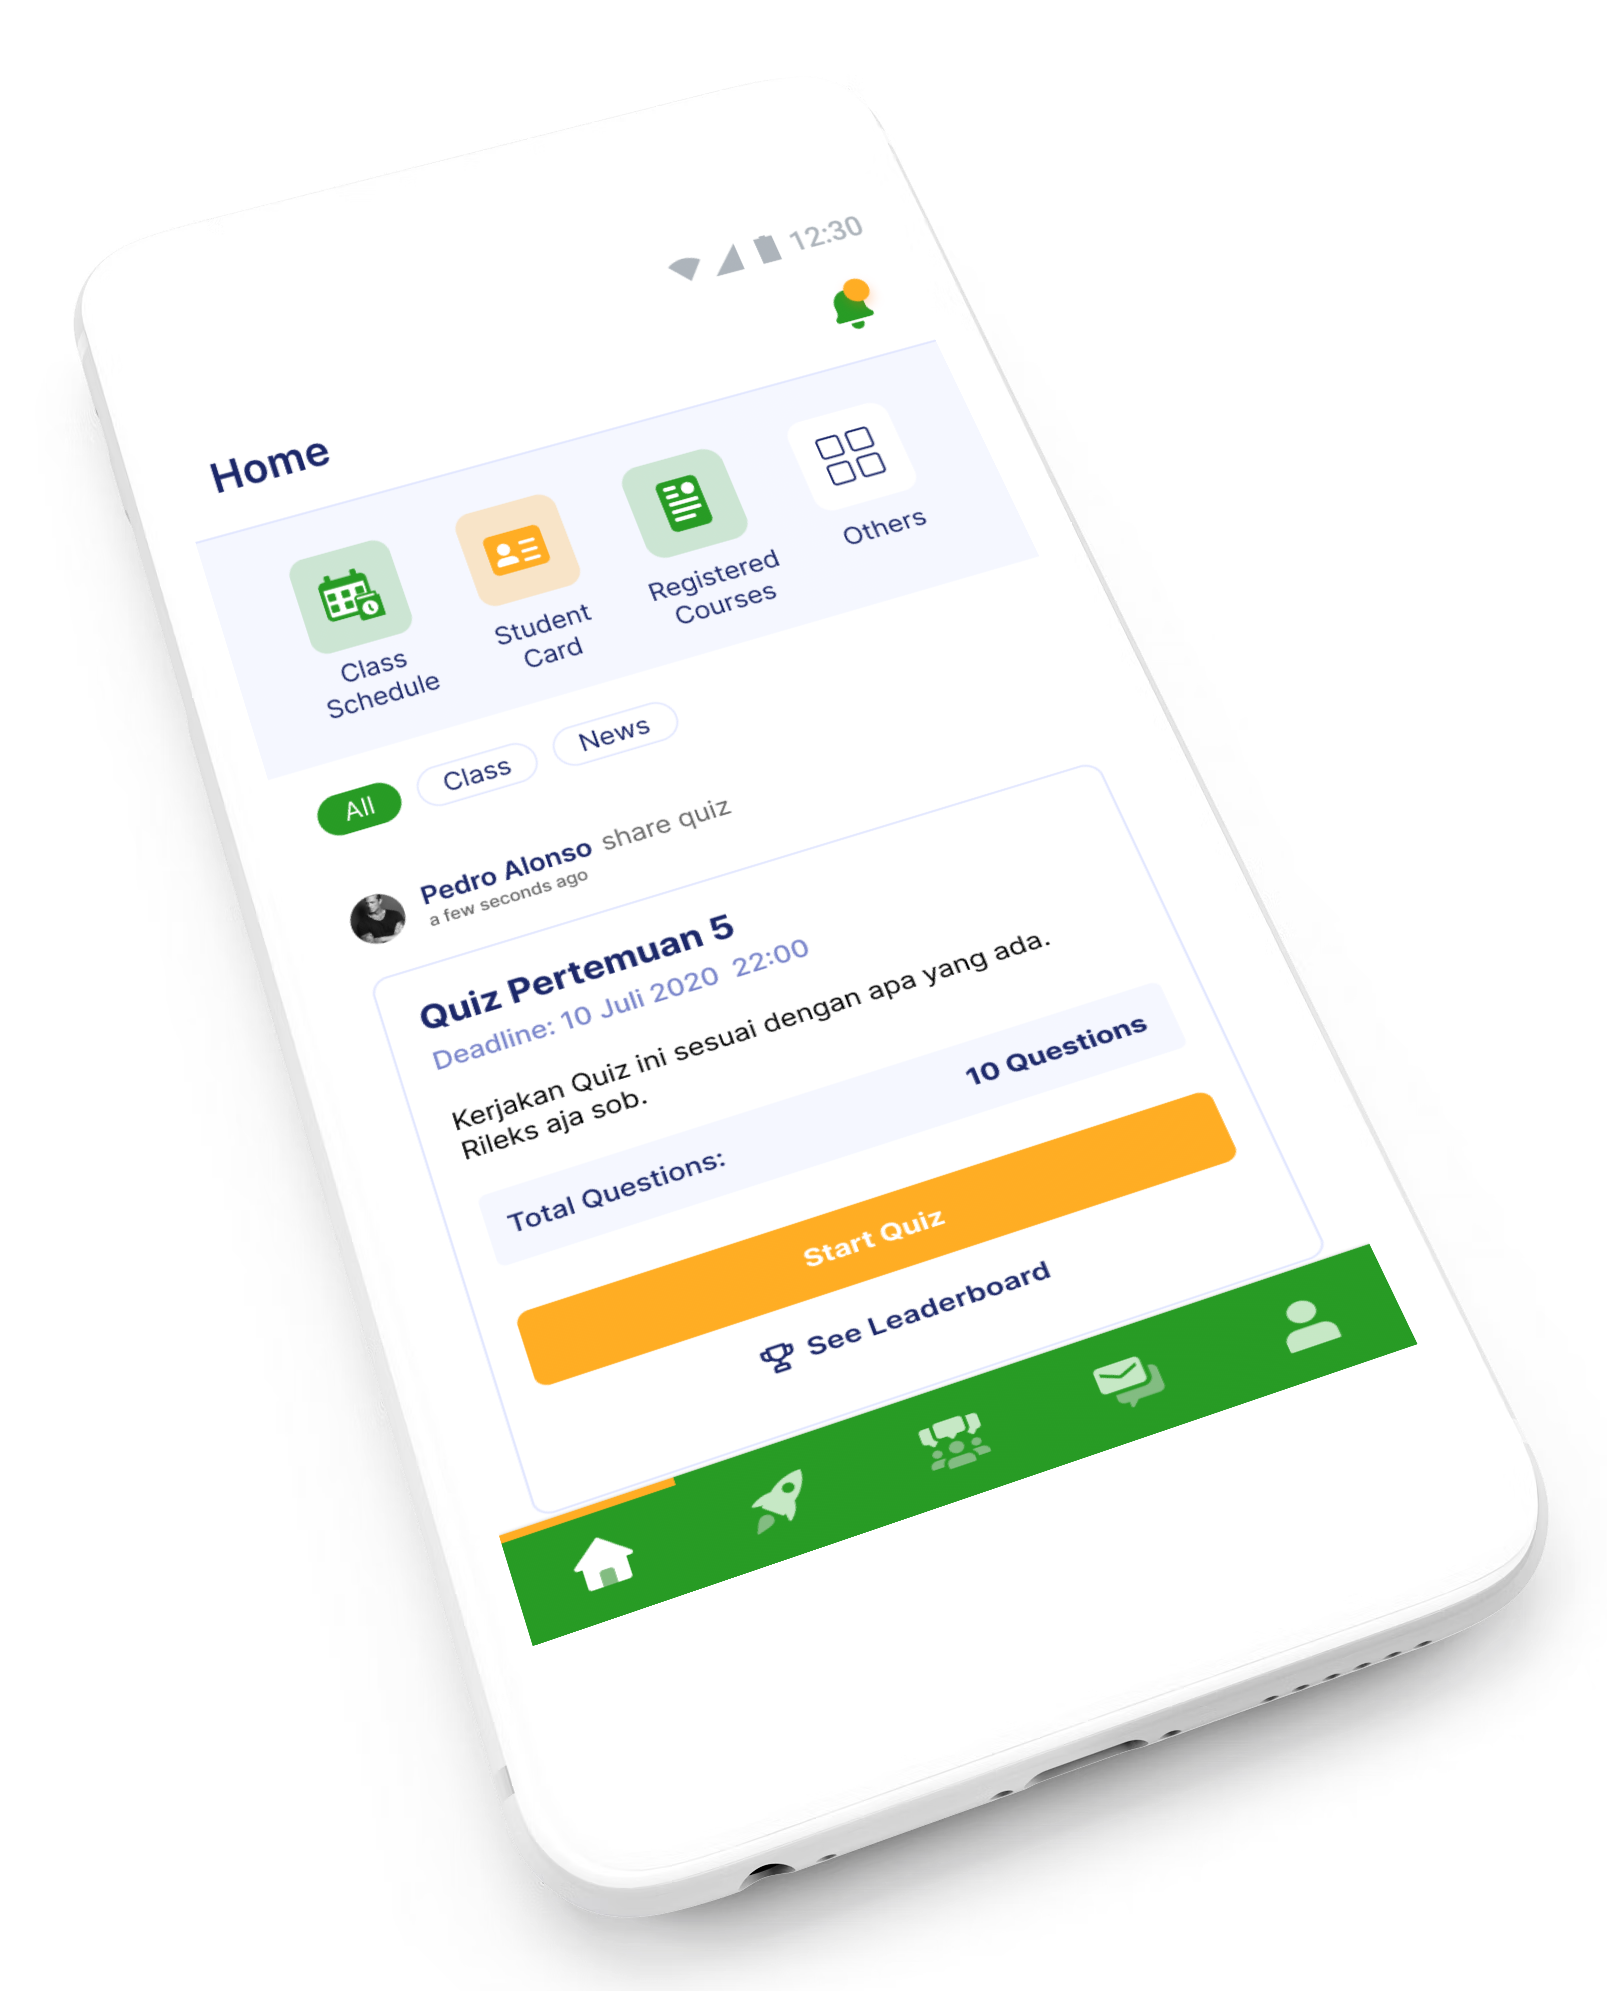 12:30
Home
Class
Schedule
Student
Card
Registered
Courses
Others
All
Class
News
Pedro Alonso share quiz
a few seconds ago
Quiz Pertemuan 5
Deadline: 10 Juli 2020 22:00
Kerjakan Quiz ini sesuai dengan apa yang ada.
Rileks aja sob.
Total Questions: 10 Questions
Start Quiz
See Leaderboard